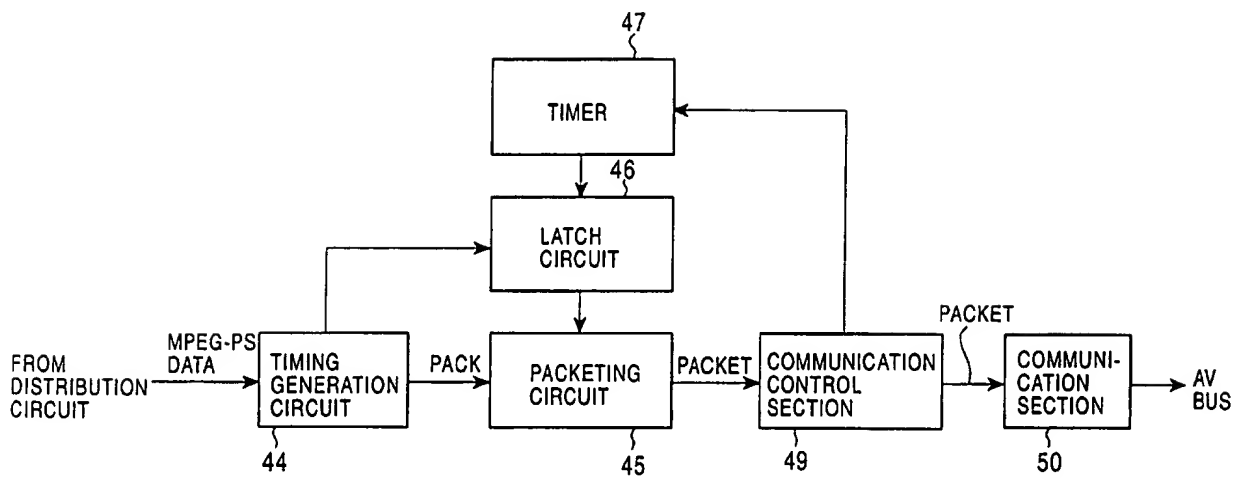 47
TIMER
46
LATCH
CIRCUIT
FROM
DISTRIBUTION
CIRCUIT
MPEG-PS
DATA
TIMING
GENERATION
CIRCUIT
44
PACK
PACKETING
CIRCUIT
45
PACKET
COMMUNICATION
CONTROL
SECTION
49
PACKET
COMMUNI-
CATION
SECTION
50
AV
BUS